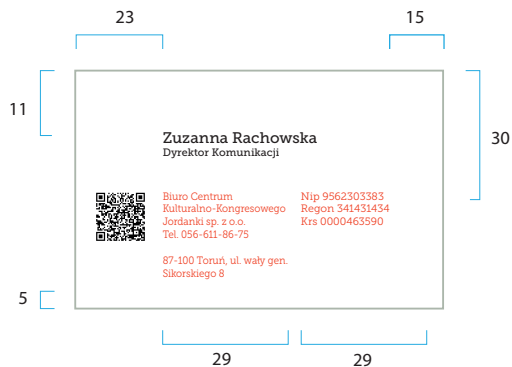 23
15
11
30
Zuzanna Rachowska
Dyrektor Komunikacji
Biuro Centrum
Kulturalno-Kongresowego
Jordanki sp. z o.o.
Tel. 056-611-86-75
87-100 Toruń, ul. wały gen.
Sikorskiego 8
Nip 9562303383
Regon 341431434
Krs 0000463590
5
29
29